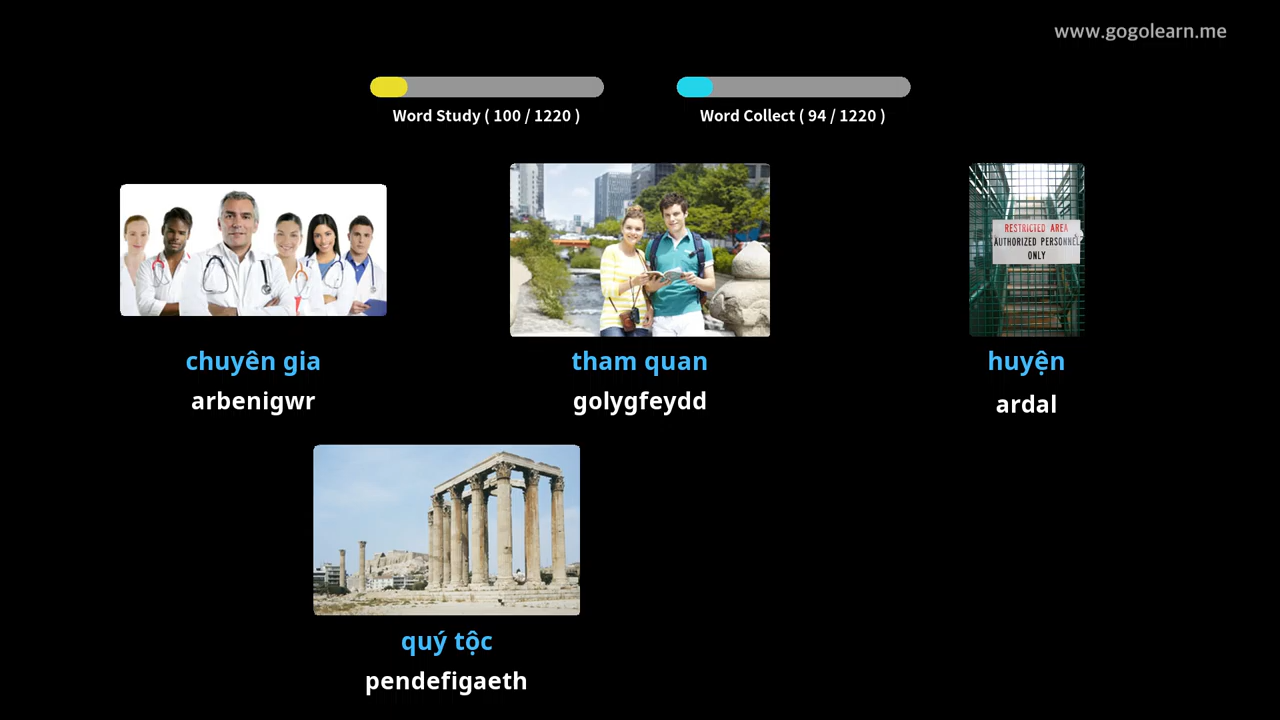 www.gogolearn.me
Word Study ( 100 / 1220 )
Word Collect ( 94 / 1220 )
RESTRICTED AREA
AUTHORIZED PERSONNEL
ONLY
chuyên gia
arbenigwr
tham quan
golygfeydd
huyện
ardal
quý tộc
pendefigaeth